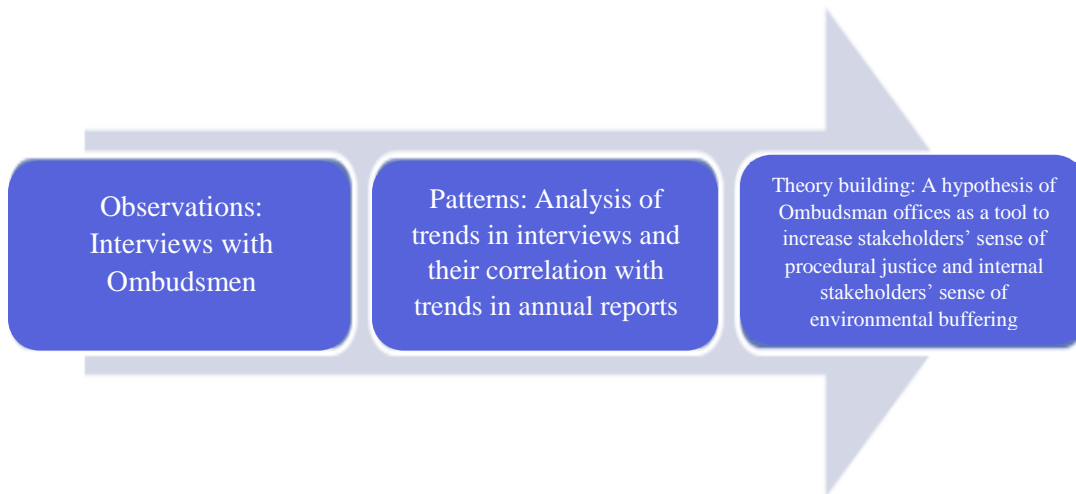 Observations:
Interviews with
Ombudsmen
Patterns: Analysis of
trends in interviews and
their correlation with
trends in annual reports
Theory building: A hypothesis of
Ombudsman offices as a tool to
increase stakeholders’ sense of
procedural justice and internal
stakeholders’ sense of
environmental buffering